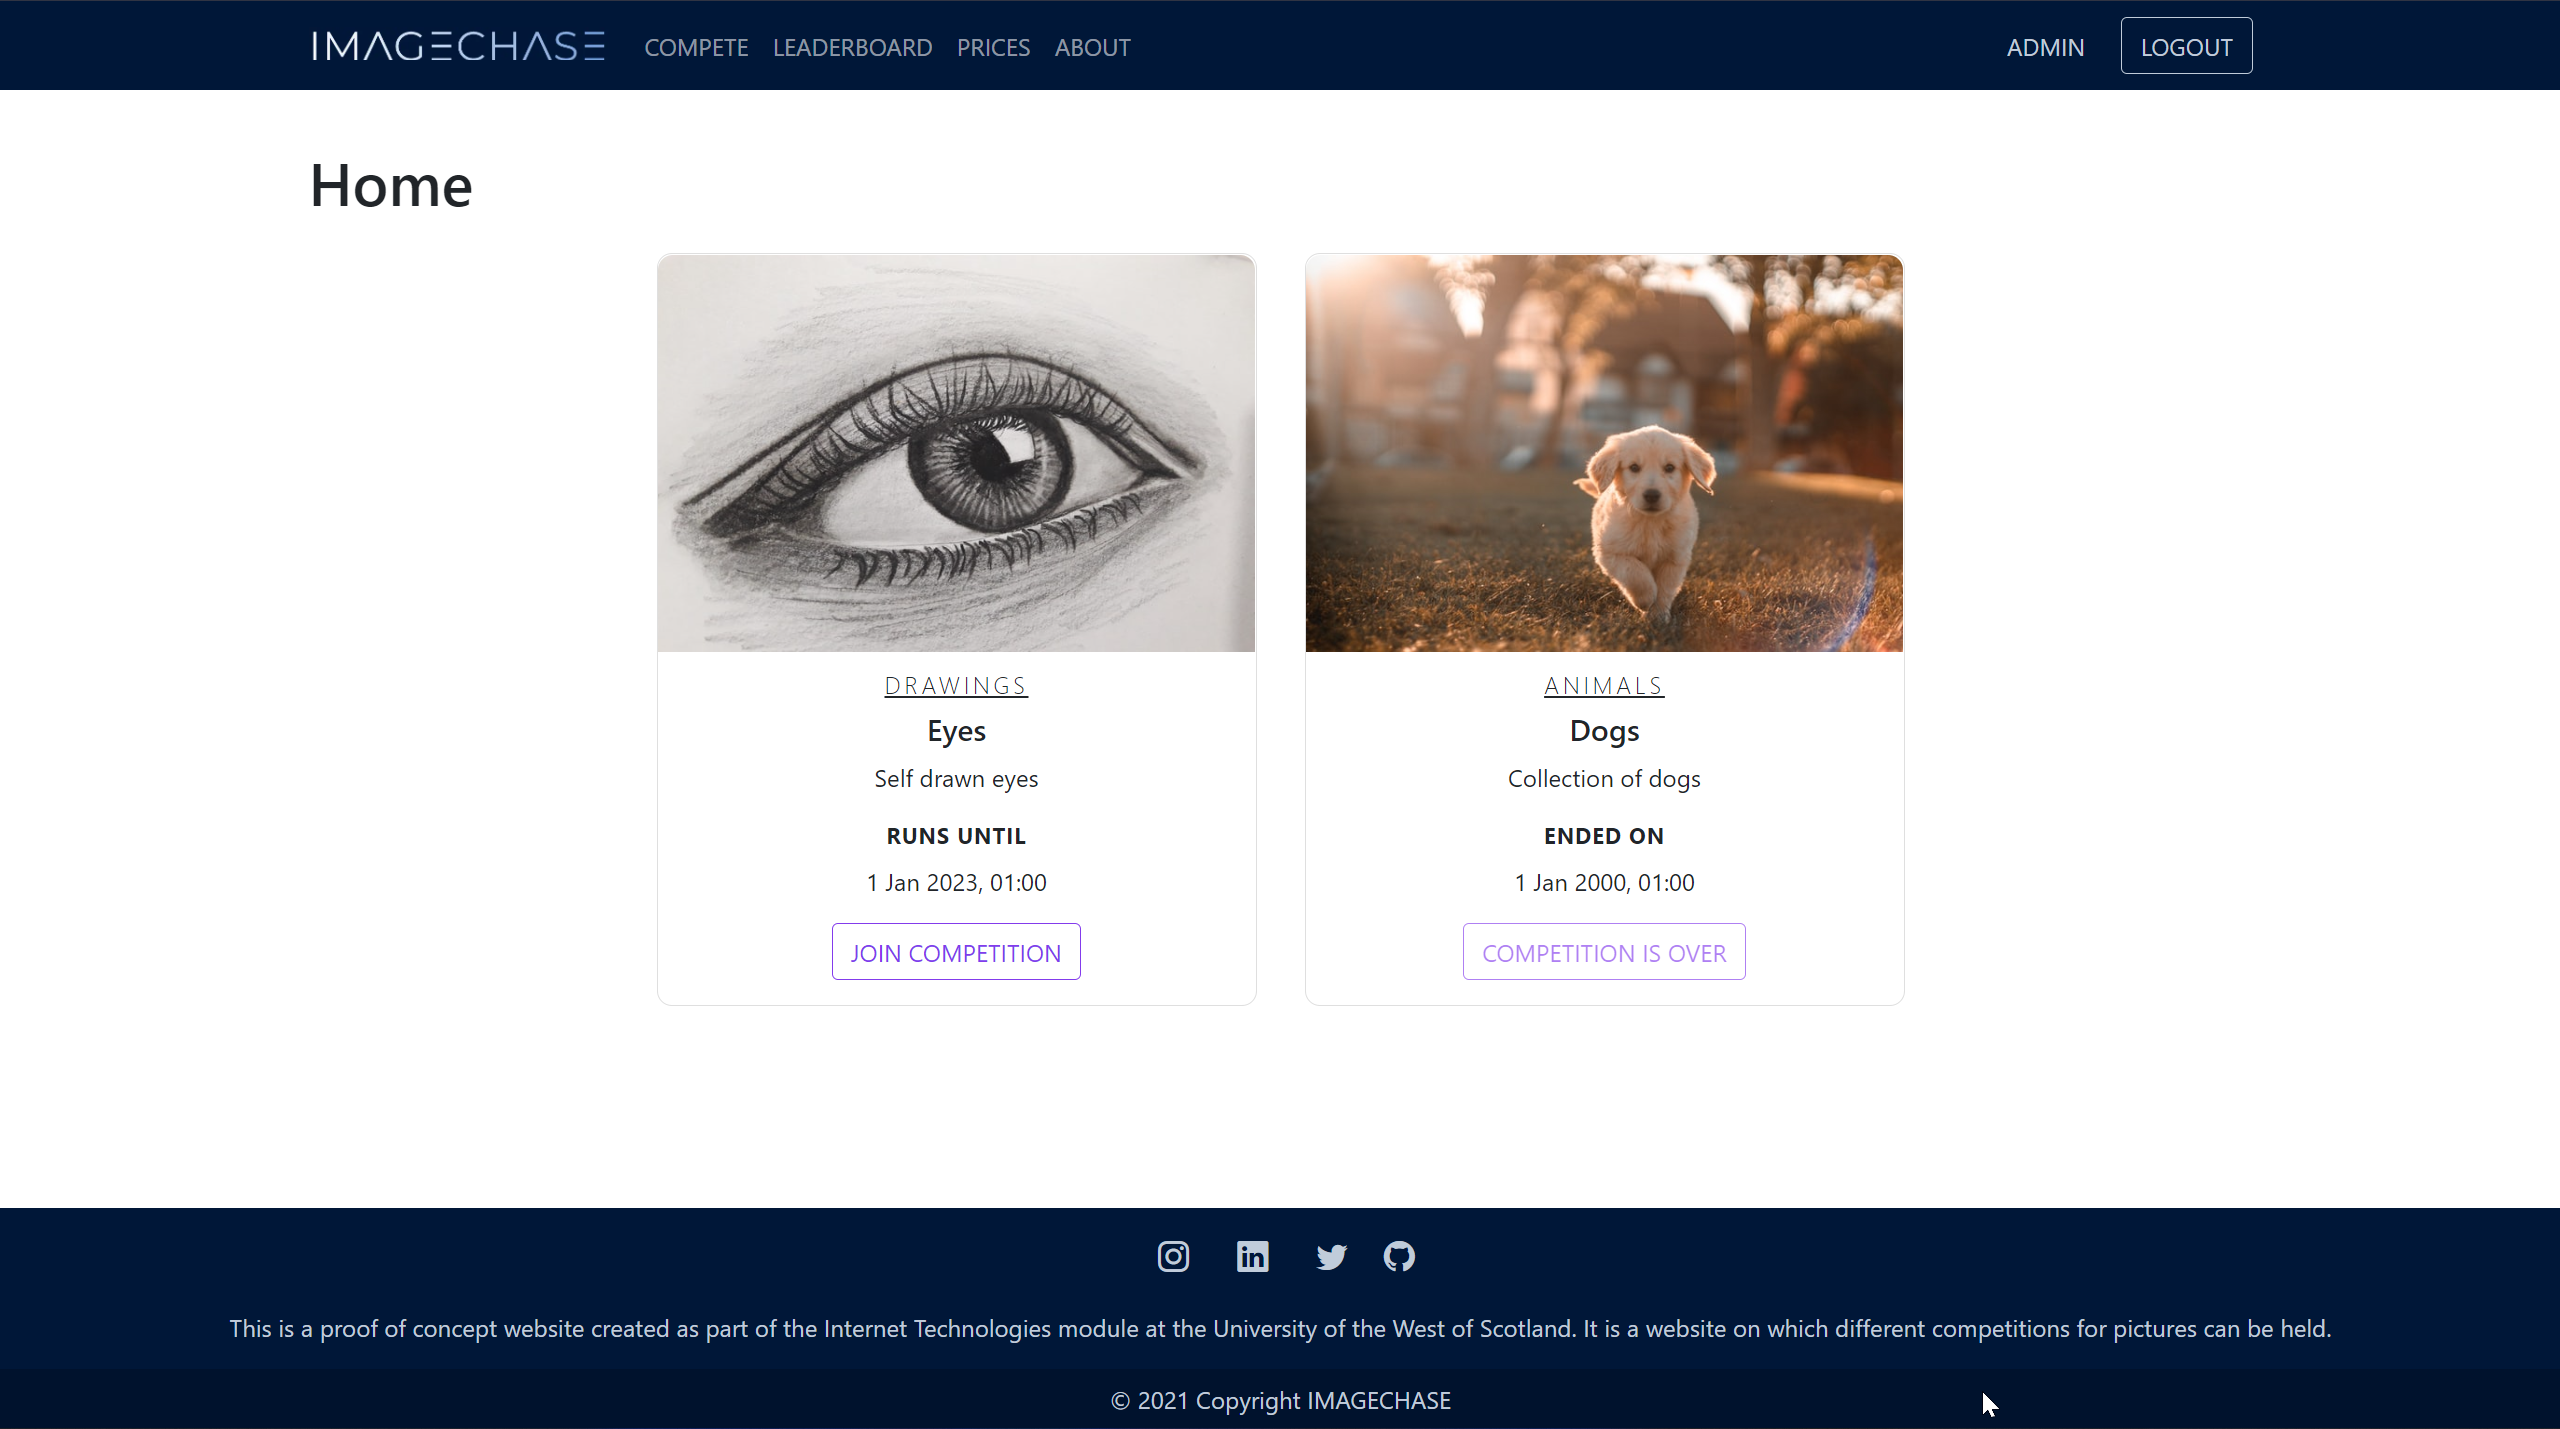 IMAGECHASE COMPETE LEADERBOARD PRICES ABOUT ADMIN LOGOUT
Home
DRAWINGS
Eyes
Self drawn eyes
RUNS UNTIL
1 Jan 2023, 01:00
JOIN COMPETITION
ANIMALS
Dogs
Collection of dogs
ENDED ON
1 Jan 2000, 01:00
COMPETITION IS OVER
in
This is a proof of concept website created as part of the Internet Technologies module at the University of the West of Scotland. It is a website on which different competitions for pictures can be held.
© 2021 Copyright IMAGECHASE